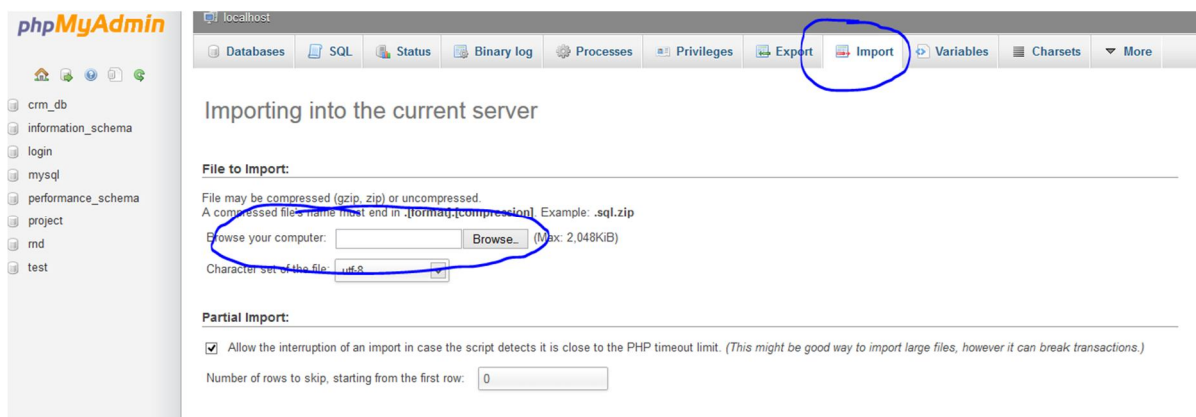 phpMyAdmin
localhost
Databases SQL Status Binary log Processes Privileges Export Import Variables Charsets More
crm_db
information_schema
login
mysql
performance_schema
project
rnd
test
Importing into the current server
File to Import:
File may be compressed (gzip, zip) or uncompressed.
A compressed file's name must end in .[format].[compression]. Example: .sql.zip
Browse your computer: Browse... (Max: 2,048KiB)
Character set of the file: utf-8
Partial Import:
Allow the interruption of an import in case the script detects it is close to the PHP timeout limit. (This might be good way to import large files, however it can break transactions.)
Number of rows to skip, starting from the first row: 0